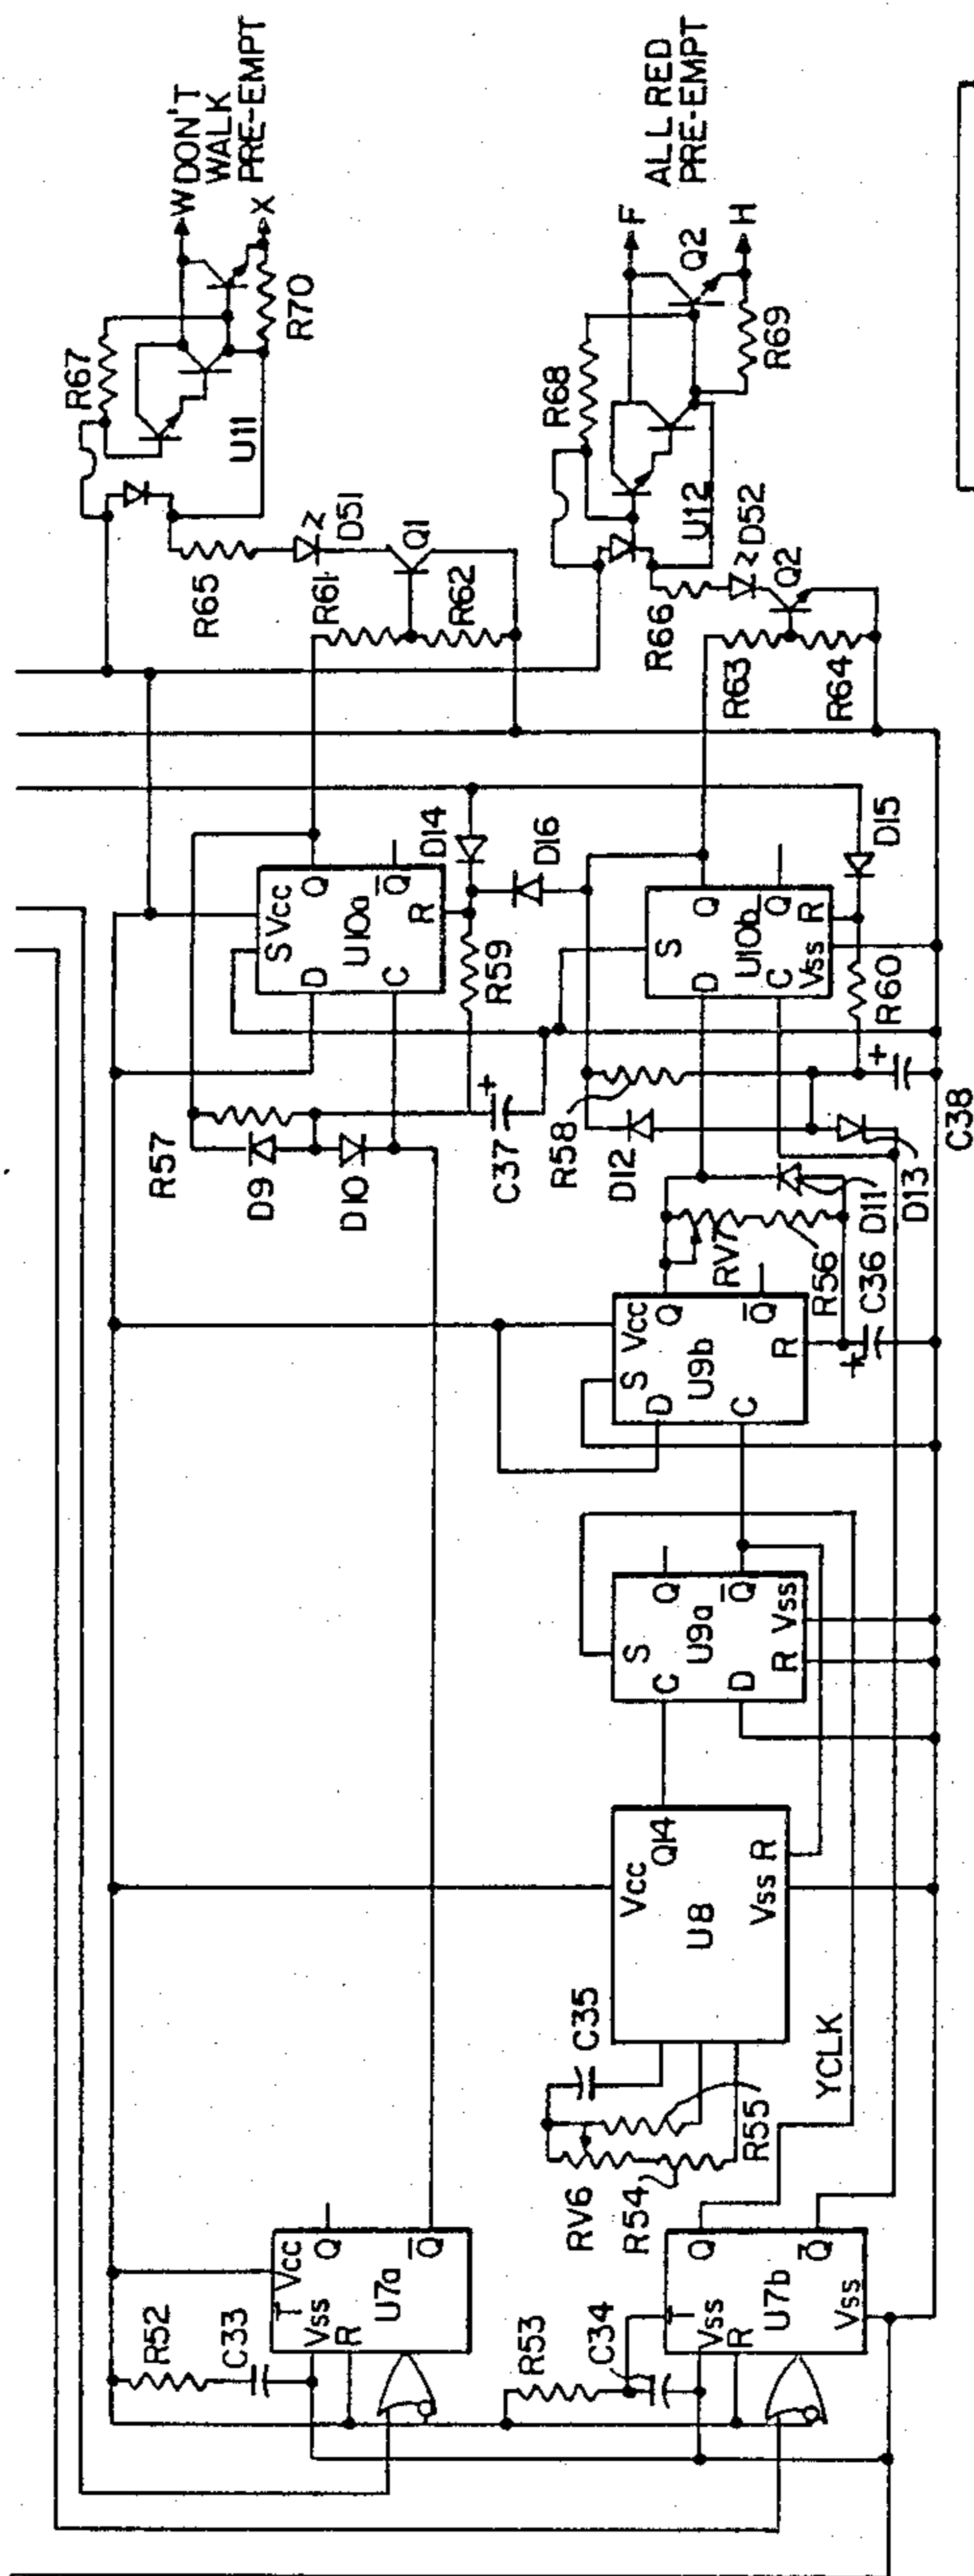 W DON'T
WALK
PRE-EMPT
X
R67
U11
R70
ALL RED
PRE-EMPT
F
Q2
H
R68
R69
U12
R65
D51
R61
Q1
R62
R66
D52
Q2
R63
R64
S Vcc Q
D U10a Q
C R
D14
D16
R59
S Q
D U10b Q
C Vss R
D15
R60
R57
D9
D10
C37
R58
D12
D11
D13
C38
RV7
R56
C36
S Vcc Q
D U9b Q
C R
S Q
C U9a Q
D R Vss
Vcc Q14
U8
Vss R
C35
R55
RV6
R54
YCLK
T Vcc Q
Vss U7a Q
R
R52
C33
R53
C34
T Q
Vss U7b Q
R Vss